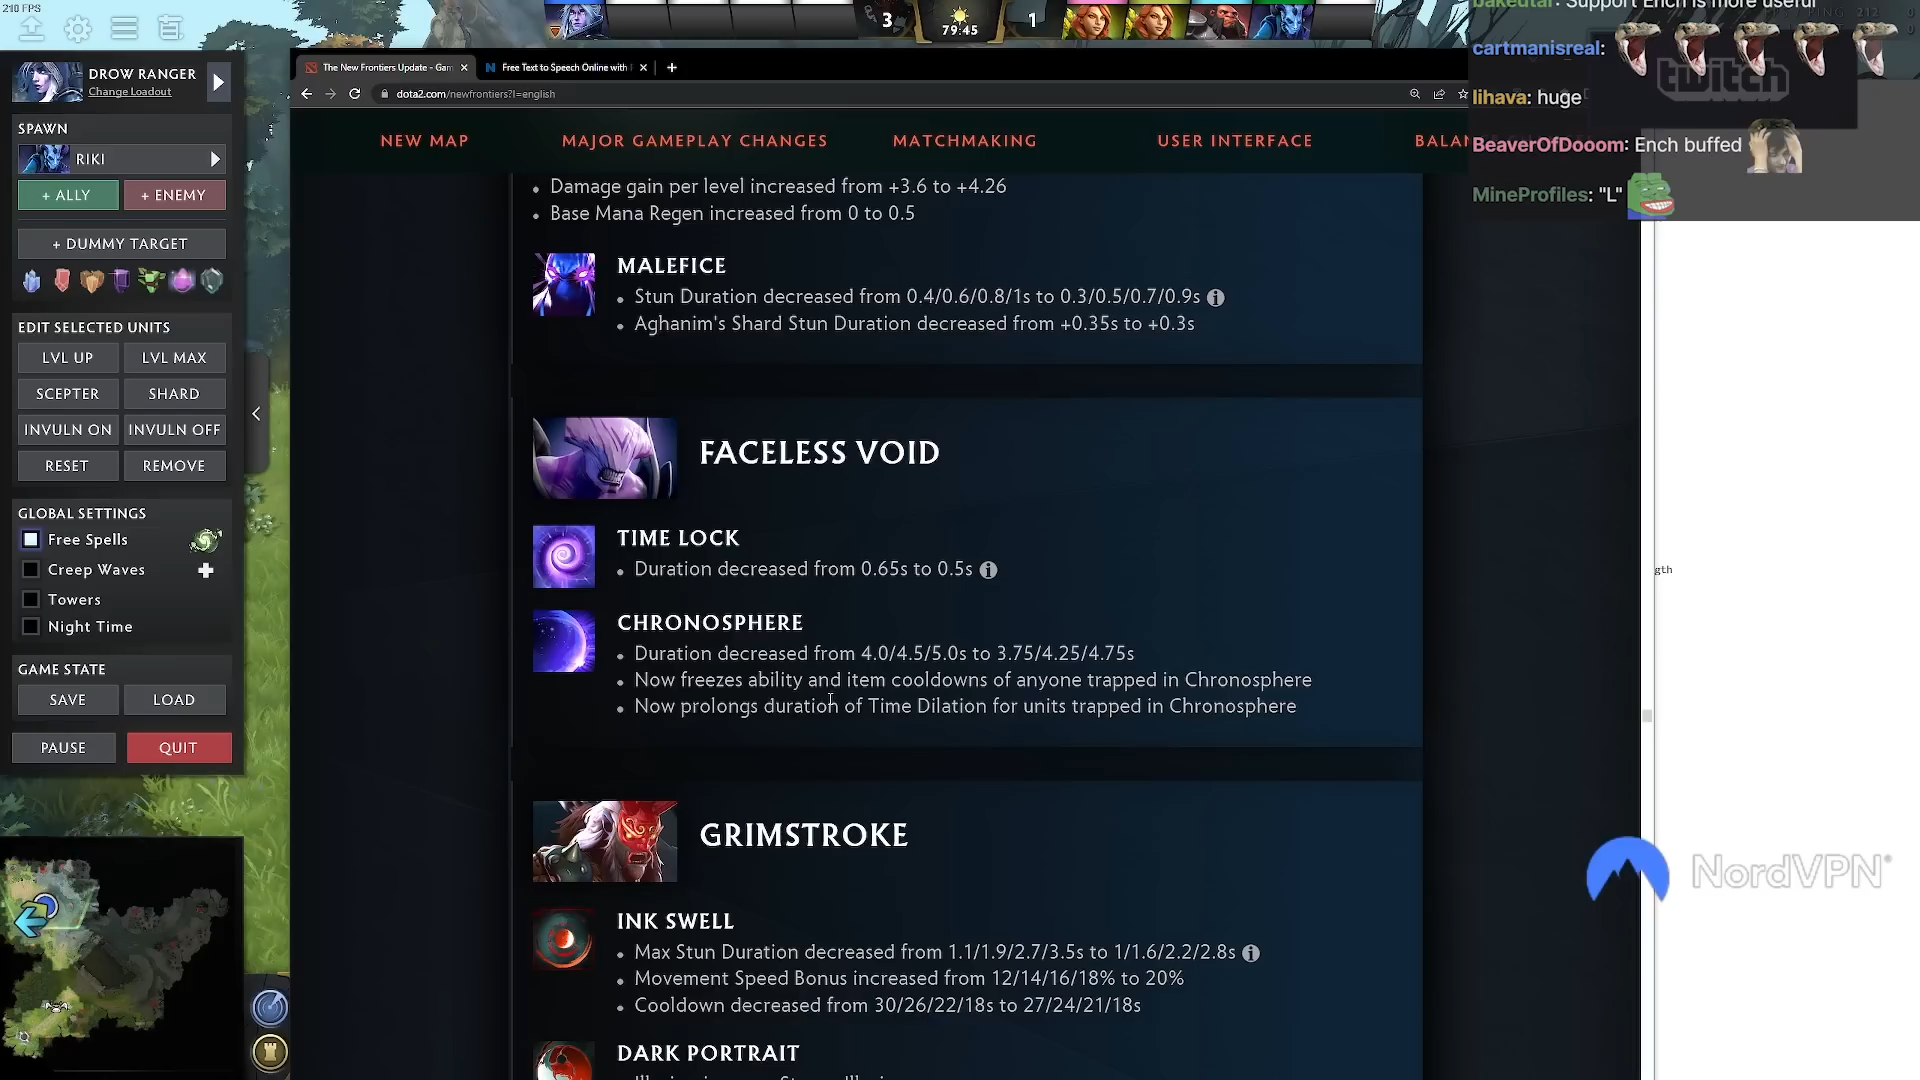 210 FPS
3
79:45
1
bakedtaf: Support Ench is more useful
cartmanisreal:
twitch
lihava: huge
BeaverOfDooom: Ench buffed
MineProfiles: "L"
DROW RANGER
Change Loadout
SPAWN
RIKI
+ ALLY
+ ENEMY
+ DUMMY TARGET
EDIT SELECTED UNITS
LVL UP
LVL MAX
SCEPTER
SHARD
INVULN ON
INVULN OFF
RESET
REMOVE
GLOBAL SETTINGS
Free Spells
Creep Waves
Towers
Night Time
GAME STATE
SAVE
LOAD
PAUSE
QUIT
The New Frontiers Update - Gam
Free Text to Speech Online with
dota2.com/newfrontiers?l=english
NEW MAP
MAJOR GAMEPLAY CHANGES
MATCHMAKING
USER INTERFACE
BALAN
Damage gain per level increased from +3.6 to +4.26
Base Mana Regen increased from 0 to 0.5
MALEFICE
Stun Duration decreased from 0.4/0.6/0.8/1s to 0.3/0.5/0.7/0.9s
Aghanim's Shard Stun Duration decreased from +0.35s to +0.3s
FACELESS VOID
TIME LOCK
Duration decreased from 0.65s to 0.5s
CHRONOSPHERE
Duration decreased from 4.0/4.5/5.0s to 3.75/4.25/4.75s
Now freezes ability and item cooldowns of anyone trapped in Chronosphere
Now prolongs duration of Time Dilation for units trapped in Chronosphere
GRIMSTROKE
INK SWELL
Max Stun Duration decreased from 1.1/1.9/2.7/3.5s to 1/1.6/2.2/2.8s
Movement Speed Bonus increased from 12/14/16/18% to 20%
Cooldown decreased from 30/26/22/18s to 27/24/21/18s
DARK PORTRAIT
gth
NordVPN®